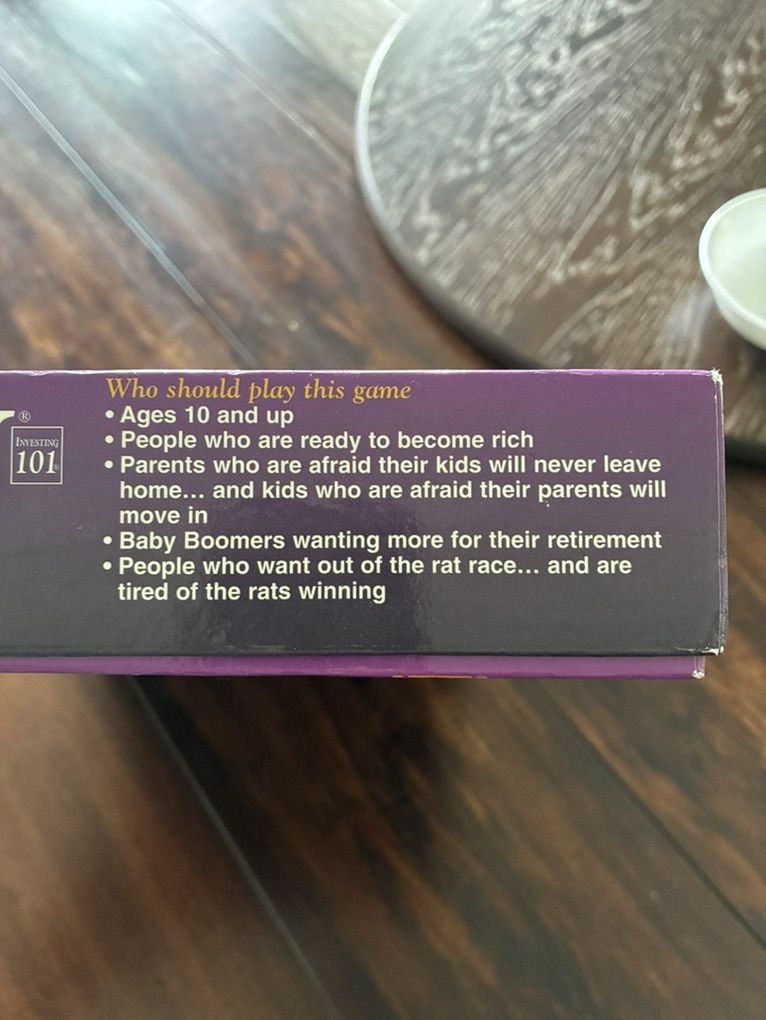 Who should play this game
• Ages 10 and up
• People who are ready to become rich
• Parents who are afraid their kids will never leave
home... and kids who are afraid their parents will
move in
• Baby Boomers wanting more for their retirement
• People who want out of the rat race... and are
tired of the rats winning
®
INVESTING
101®